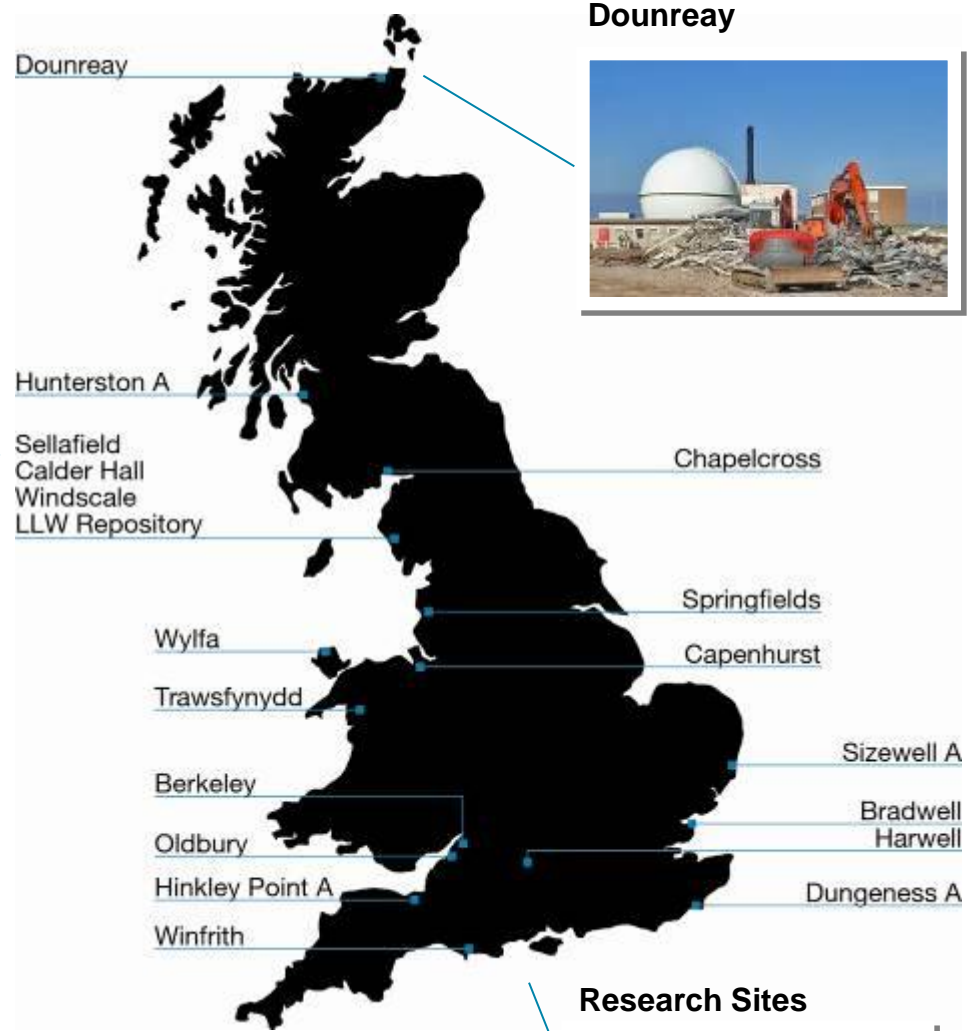 Dounreay
Dounreay
Hunterston A
Sellafield
Calder Hall
Windscale
LLW Repository
Chapelcross
Springfields
Wylfa
Capenhurst
Trawsfynydd
Sizewell A
Berkeley
Bradwell
Oldbury
Harwell
Hinkley Point A
Dungeness A
Winfrith
Research Sites